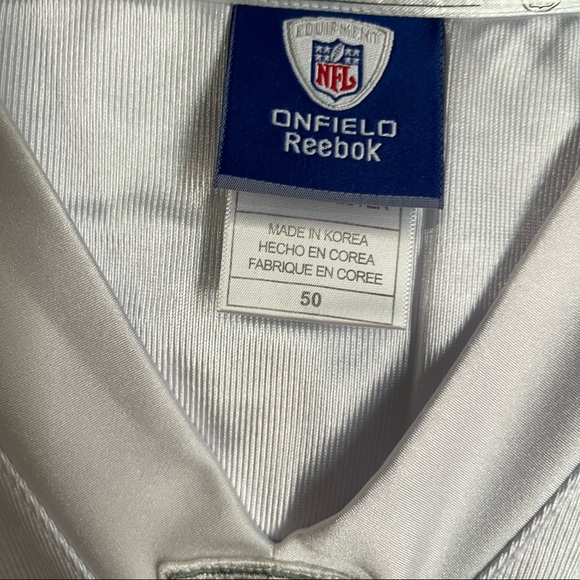 EQUIPMENT
NFL
ONFIELD
Reebok
MADE IN KOREA
HECHO EN COREA
FABRIQUE EN COREE
50